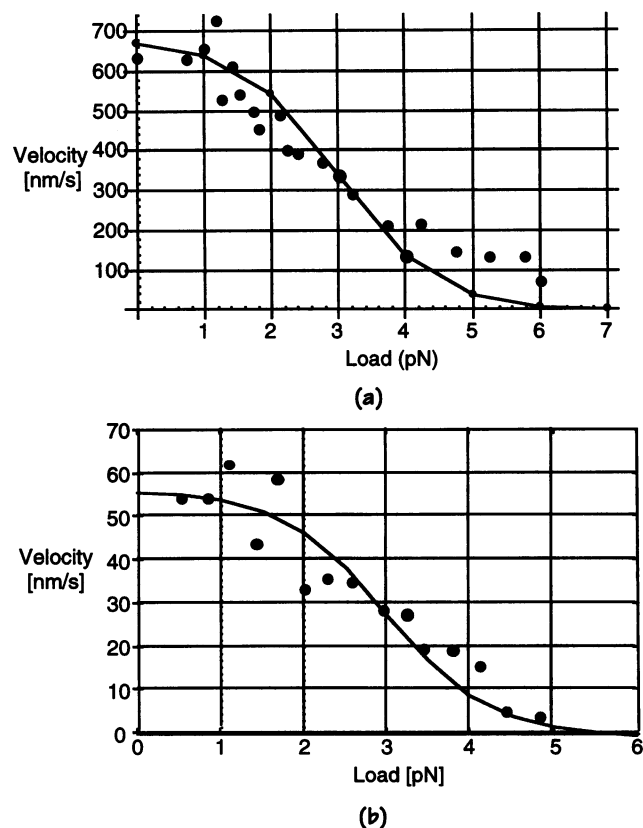 700
600
500
Velocity 400
[nm/s] 300
200
100
1 2 3 4 5 6 7
Load (pN)
(a)
70
60
50
Velocity 40
[nm/s]
30
20
10
0
0 1 2 3 4 5 6
Load [pN]
(b)